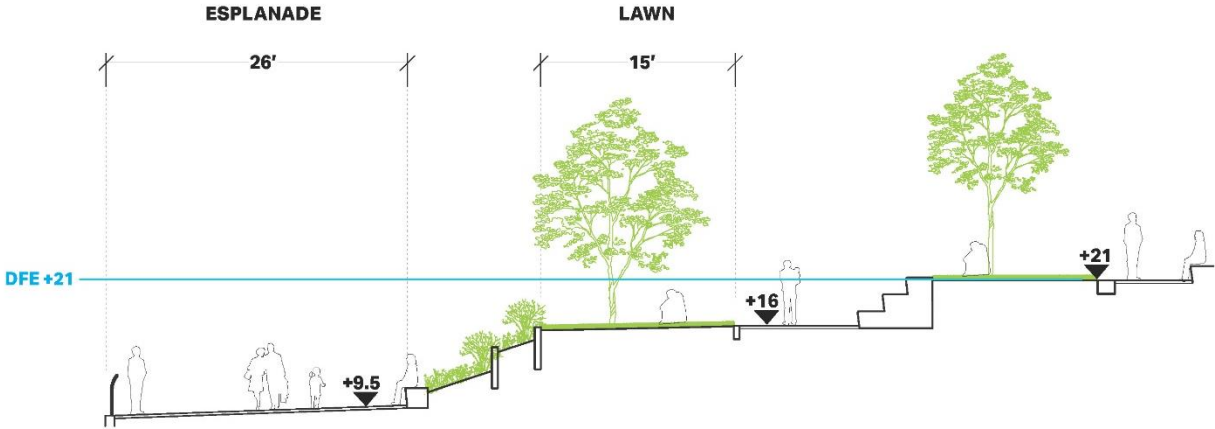 ESPLANADE
LAWN
26'
15'
DFE +21
+21
+16
+9.5